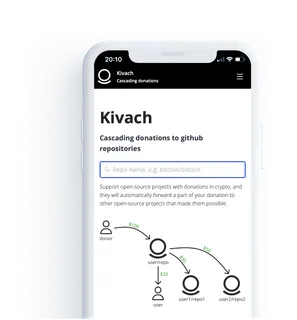 20:10
Kivach
Cascading donations
Kivach
Cascading donations to github
repositories
Repo name, e.g. bitcoin/bitcoin
Support open-source projects with donations in crypto, and
they will automatically forward a part of your donation to
other open-source projects that made them possible.
$100
donor
user/repo
$50
$20
user
user1/repo1
user2/repo2